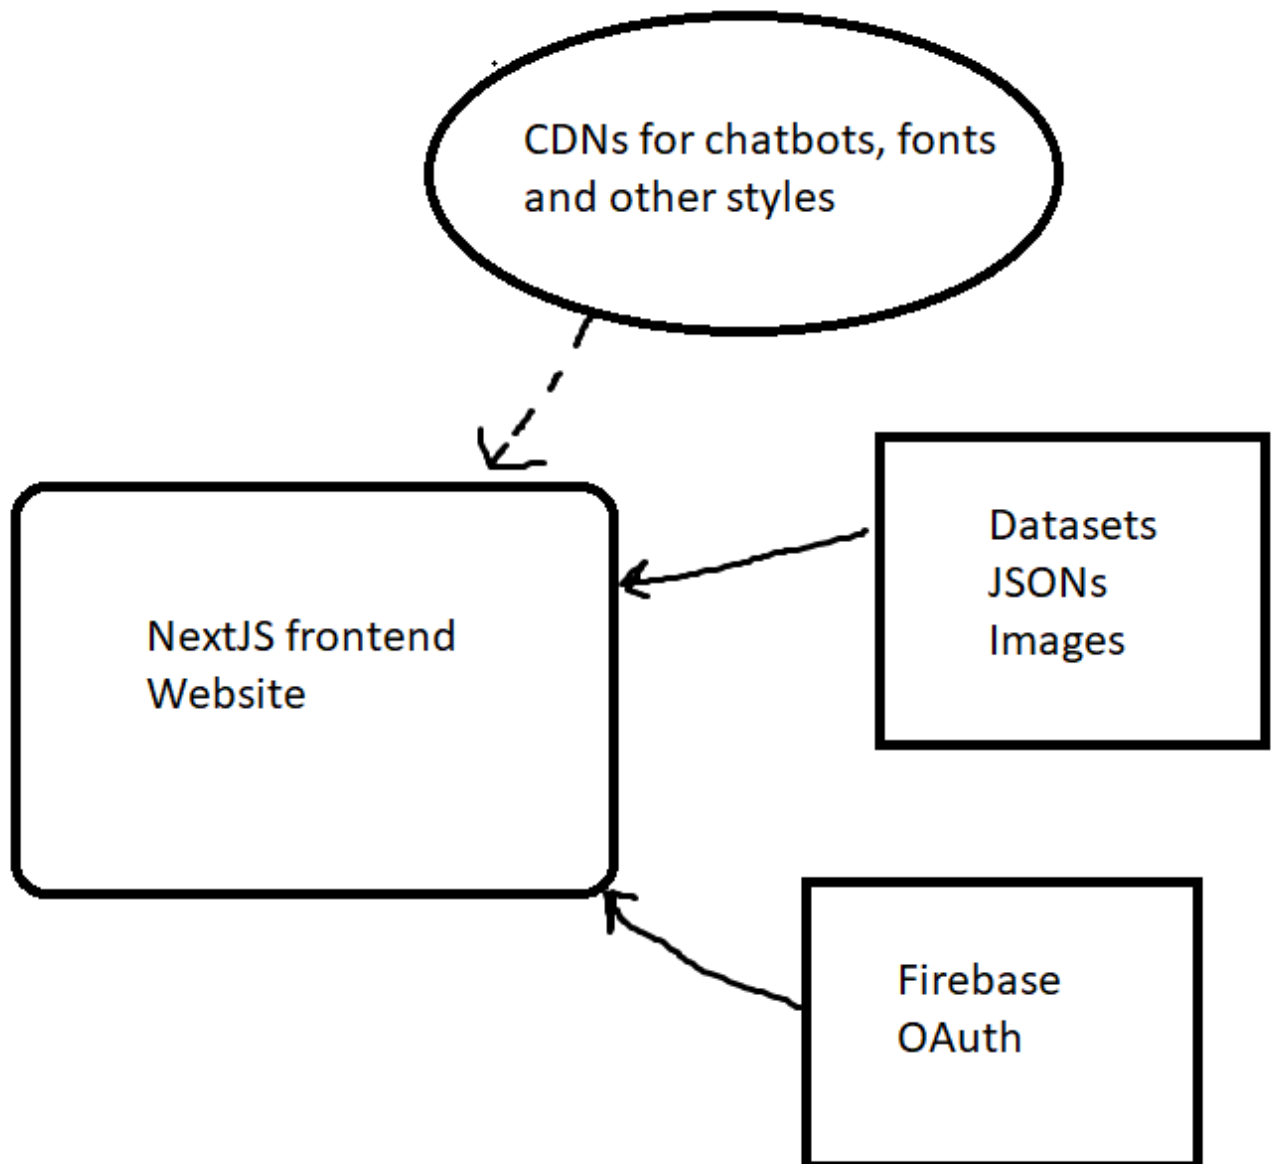 CDNs for chatbots, fonts
and other styles
Datasets
JSONs
Images
NextJS frontend
Website
Firebase
OAuth